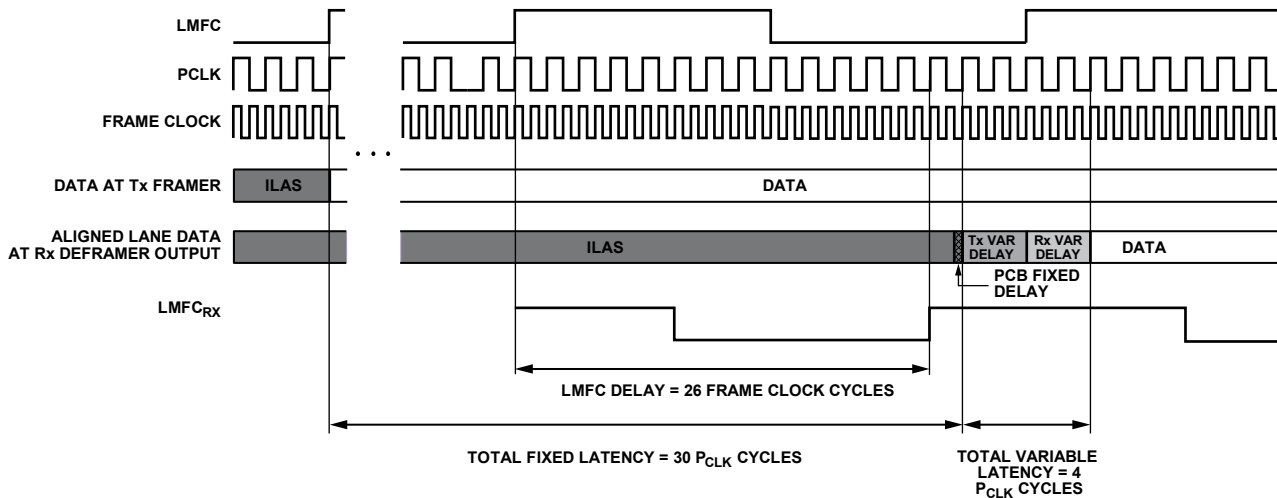 LMFC
PCLK
FRAME CLOCK
. . .
DATA AT Tx FRAMER
ILAS
DATA
ALIGNED LANE DATA
AT Rx DEFRAMER OUTPUT
ILAS
Tx VAR
DELAY
Rx VAR
DELAY
DATA
PCB FIXED
DELAY
LMFCRX
LMFC DELAY = 26 FRAME CLOCK CYCLES
TOTAL FIXED LATENCY = 30 PCLK CYCLES
TOTAL VARIABLE
LATENCY = 4
PCLK CYCLES